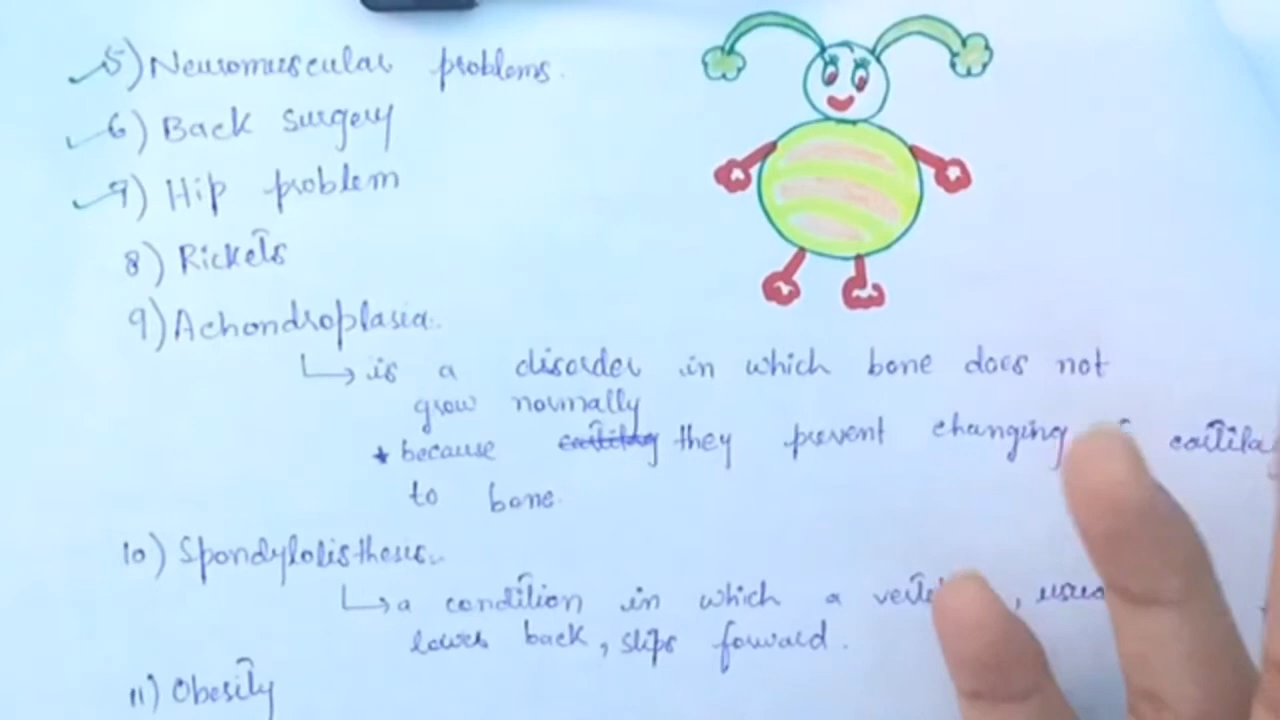 5) Neuromuscular problems.
6) Back surgery
7) Hip problem
8) Rickets
9) Achondroplasia.
↳ is a disorder in which bone does not
grow normally
★ because they prevent changing
to bone.
10) Spondylolisthesis.
↳ a condition in which a
lower back, slips forward.
11) Obesity